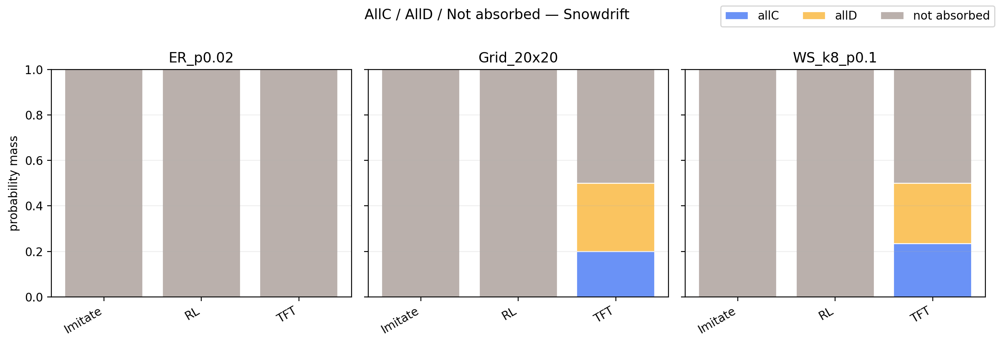 AllC / AllD / Not absorbed — Snowdrift
allC allD not absorbed
ER_p0.02 Grid_20x20 WS_k8_p0.1
probability mass
1.0
0.8
0.6
0.4
0.2
0.0
Imitate RL TFT Imitate RL TFT Imitate RL TFT